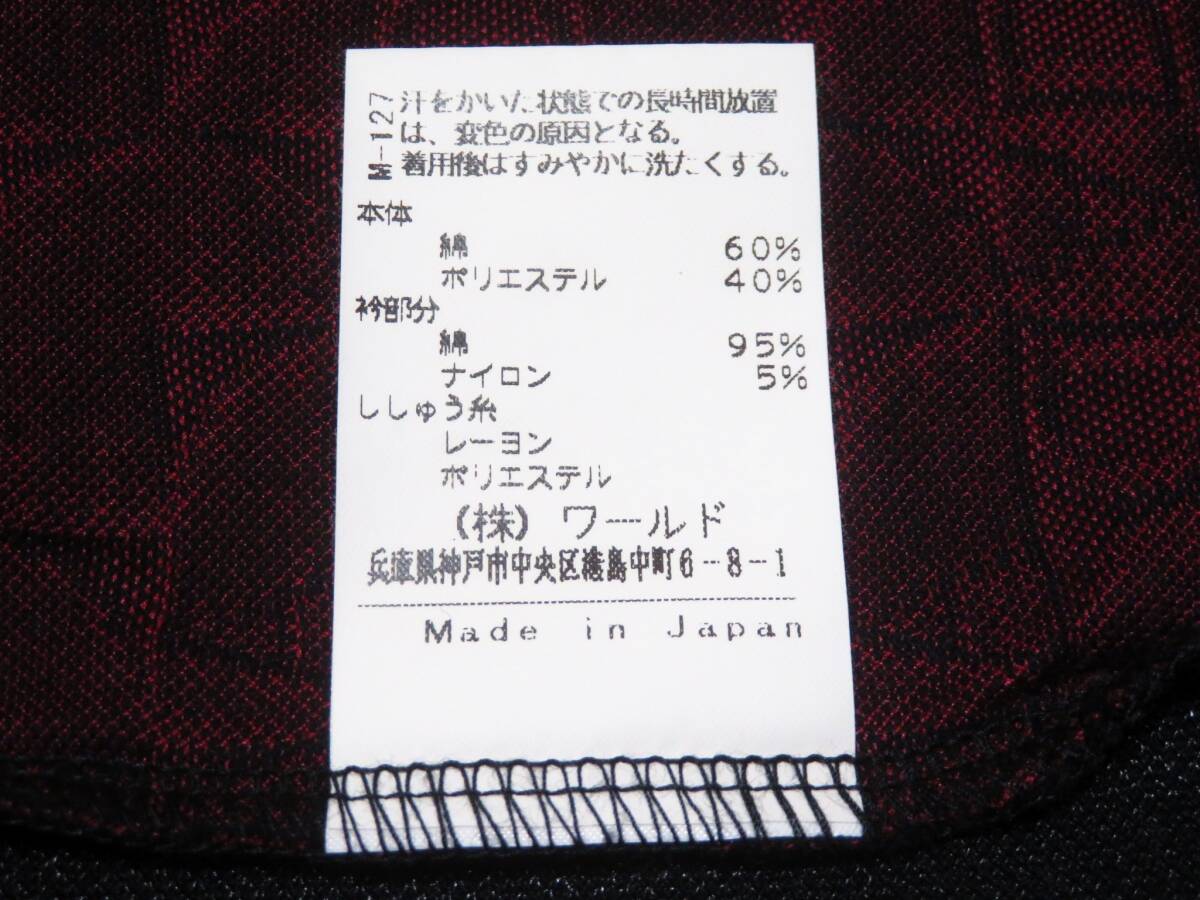 M-127
汗をかいた状態での長時間放置
は、変色の原因となる。
着用後はすみやかに洗たくする。
本体
綿 60%
ポリエステル 40%
衿部分
綿 95%
ナイロン 5%
ししゅう糸
レーヨン
ポリエステル
(株)ワールド
兵庫県神戸市中央区港島中町6-8-1
Made in Japan